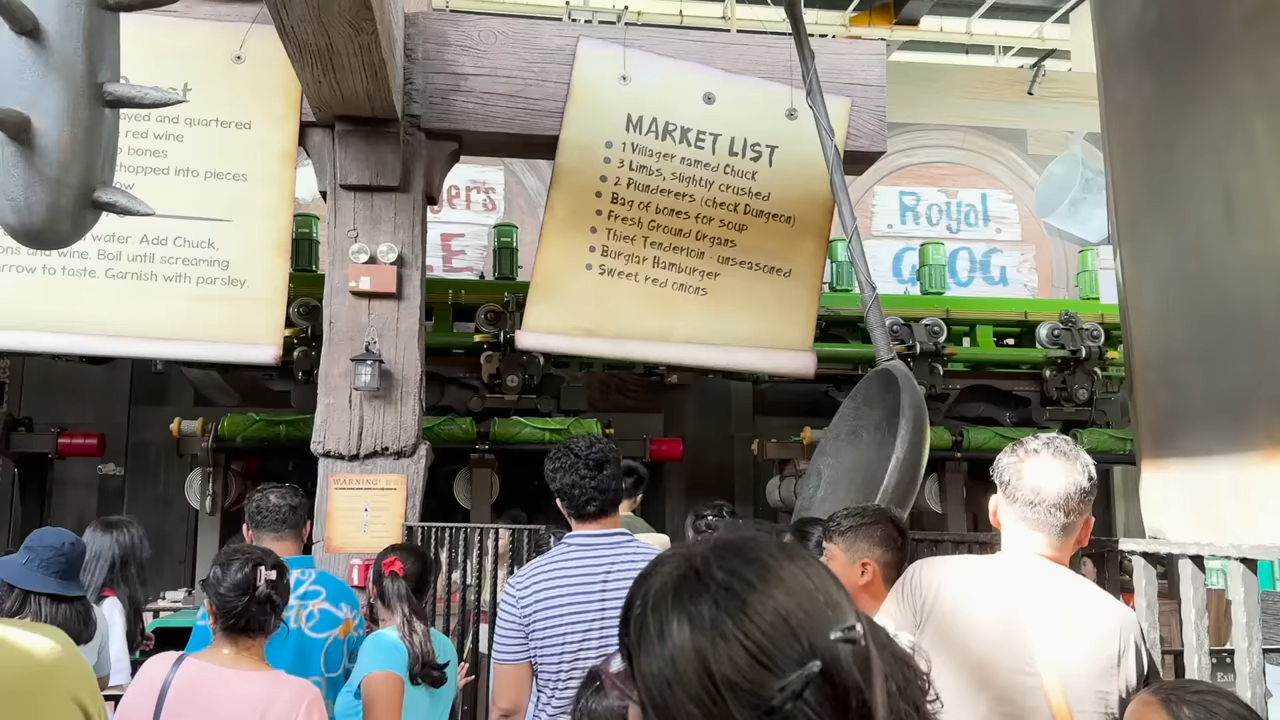 ayed and quartered
red wine
bones
hopped into pieces
water. Add Chuck,
ons and wine. Boil until screaming
rrow to taste. Garnish with parsley.
MARKET LIST
1 Villager named Chuck
3 Limbs, slightly crushed
2 Plunderers (check Dungeon)
Bag of bones for soup
Fresh Ground Organs
Thief Tenderloin - unseasoned
Burglar Hamburger
Sweet red onions
Royal
GROG
WARNING!
Exit